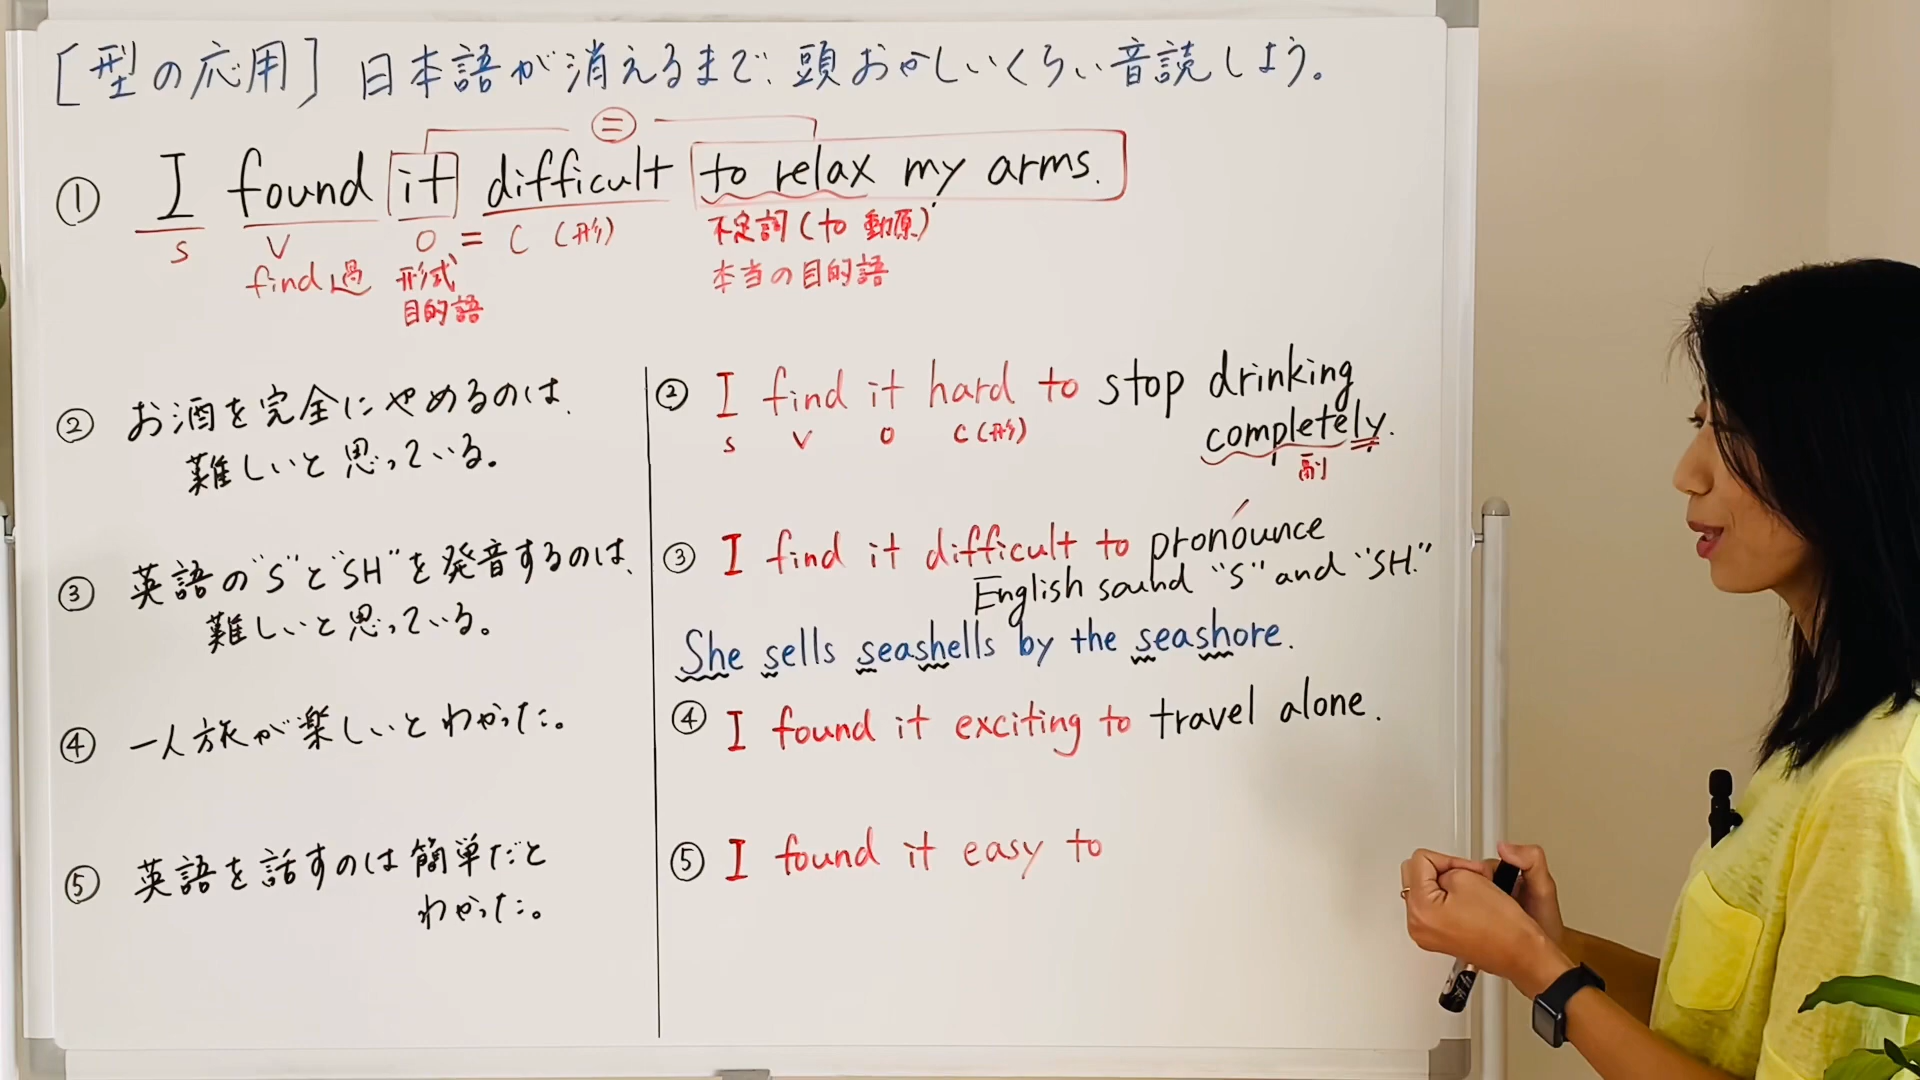 [型の応用] 日本語が消えるまで、頭おかしいくらい音読しよう。
=
① I found it difficult to relax my arms.
S V O = C (形) 不定詞 (to 動原)
find 過 形式 本当の目的語
目的語
② お酒を完全にやめるのは、
難しいと思っている。
③ 英語の"S"と"SH"を発音するのは、
難しいと思っている。
④ 一人旅が楽しいとわかった。
⑤ 英語を話すのは簡単だと
わかった。
② I find it hard to stop drinking
S V O C (形)
completely.
副
③ I find it difficult to pronounce
English sound "S" and "SH."
She sells seashells by the seashore.
④ I found it exciting to travel alone.
⑤ I found it easy to